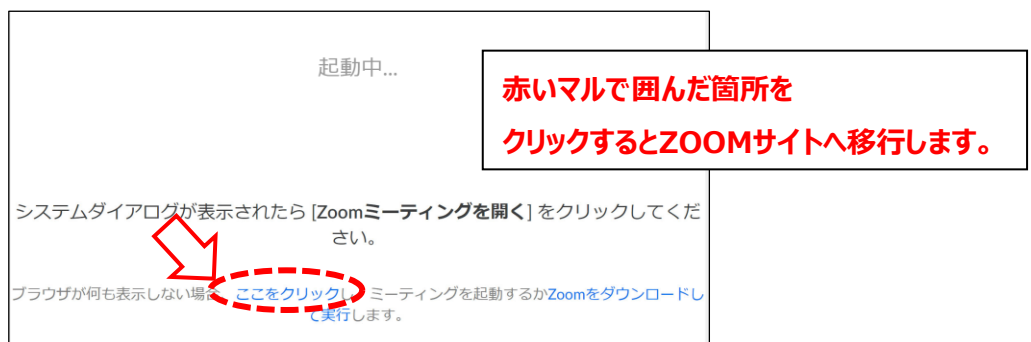 起動中...
赤いマルで囲んだ箇所を
クリックするとZOOMサイトへ移行します。
システムダイアログが表示されたら [Zoomミーティングを開く] をクリックしてくだ
さい。
ブラウザが何も表示しない場合、ここをクリックし、ミーティングを起動するかZoomをダウンロードし
て実行します。